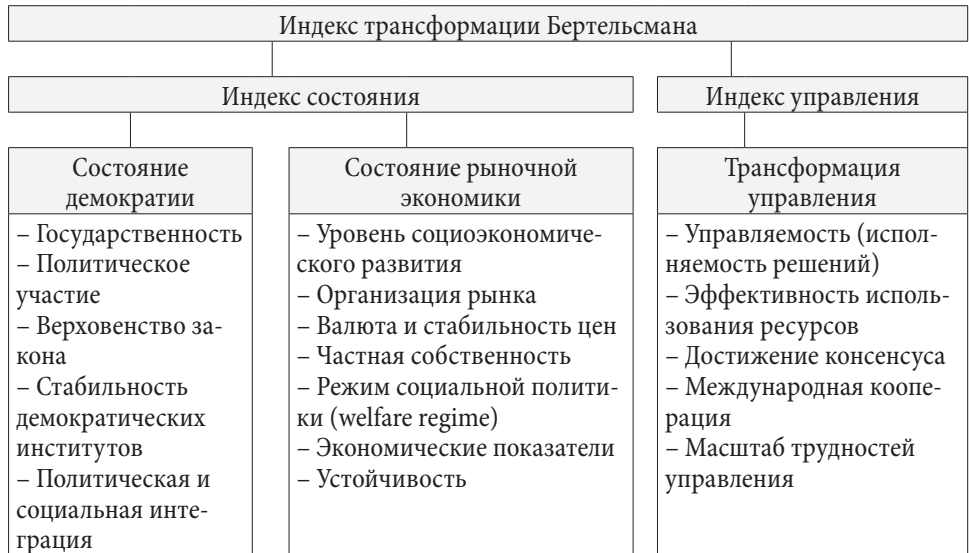 Индекс трансформации Бертельсмана
Индекс состояния
Индекс управления
Состояние
демократии
– Государственность
– Политическое
участие
– Верховенство за-
кона
– Стабильность
демократических
институтов
– Политическая и
социальная инте-
грация
Состояние рыночной
экономики
– Уровень социоэкономиче-
ского развития
– Организация рынка
– Валюта и стабильность цен
– Частная собственность
– Режим социальной полити-
ки (welfare regime)
– Экономические показатели
– Устойчивость
Трансформация
управления
– Управляемость (испол-
няемость решений)
– Эффективность исполь-
зования ресурсов
– Достижение консенсуса
– Международная коопе-
рация
– Масштаб трудностей
управления